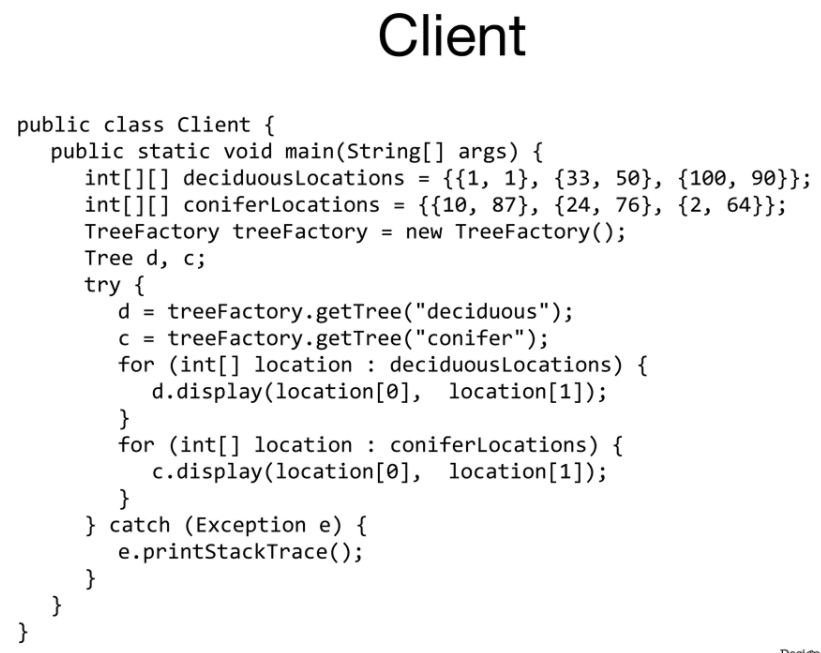 Client
public class Client {
public static void main(String[] args) {
int[][] deciduousLocations = {{1, 1}, {33, 50}, {100, 90}};
int[][] coniferLocations = {{10, 87}, {24, 76}, {2, 64}};
TreeFactory treeFactory = new TreeFactory();
Tree d, c;
try {
d = treeFactory.getTree("deciduous");
c = treeFactory.getTree("conifer");
for (int[] location : deciduousLocations) {
d.display(location[0],  location[1]);
}
for (int[] location : coniferLocations) {
c.display(location[0],  location[1]);
}
} catch (Exception e) {
e.printStackTrace();
}
}
}